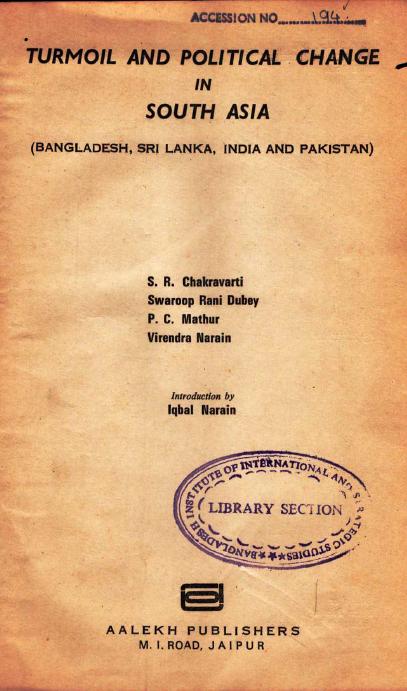 ACCESSION NO......194.....
TURMOIL AND POLITICAL CHANGE
IN
SOUTH ASIA
(BANGLADESH, SRI LANKA, INDIA AND PAKISTAN)
S. R. Chakravarti
Swaroop Rani Dubey
P. C. Mathur
Virendra Narain
Introduction by
Iqbal Narain
BANGLADESH INSTITUTE OF INTERNATIONAL AND STRATEGIC STUDIES
LIBRARY SECTION
AALEKH PUBLISHERS
M. I. ROAD, JAIPUR